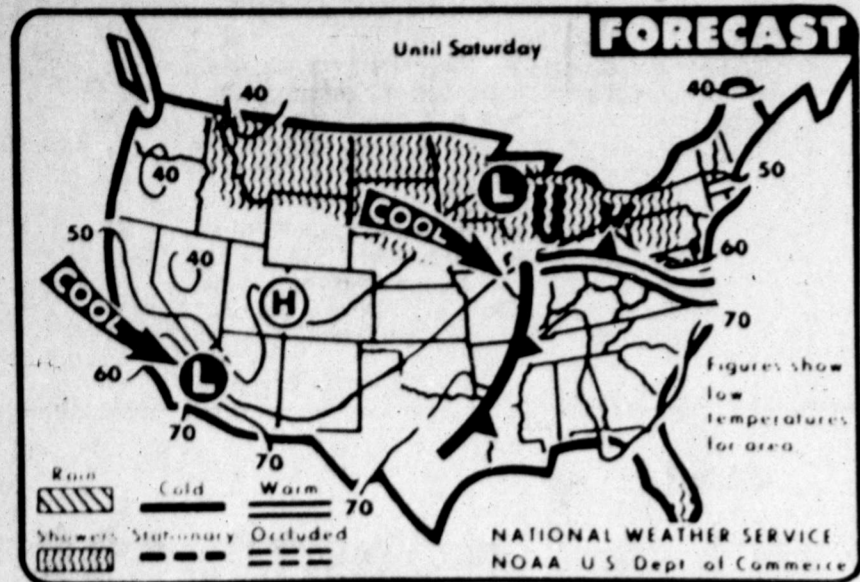 FORECAST
Until Saturday
40
40
40
50
L
COOL
50
60
40
COOL
H
70
L
60
Figures show
low
temperatures
for area
70
70
70
Rain
Cold
Warm
Showers
Stationary
Occluded
NATIONAL WEATHER SERVICE
NOAA U S Dept of Commerce